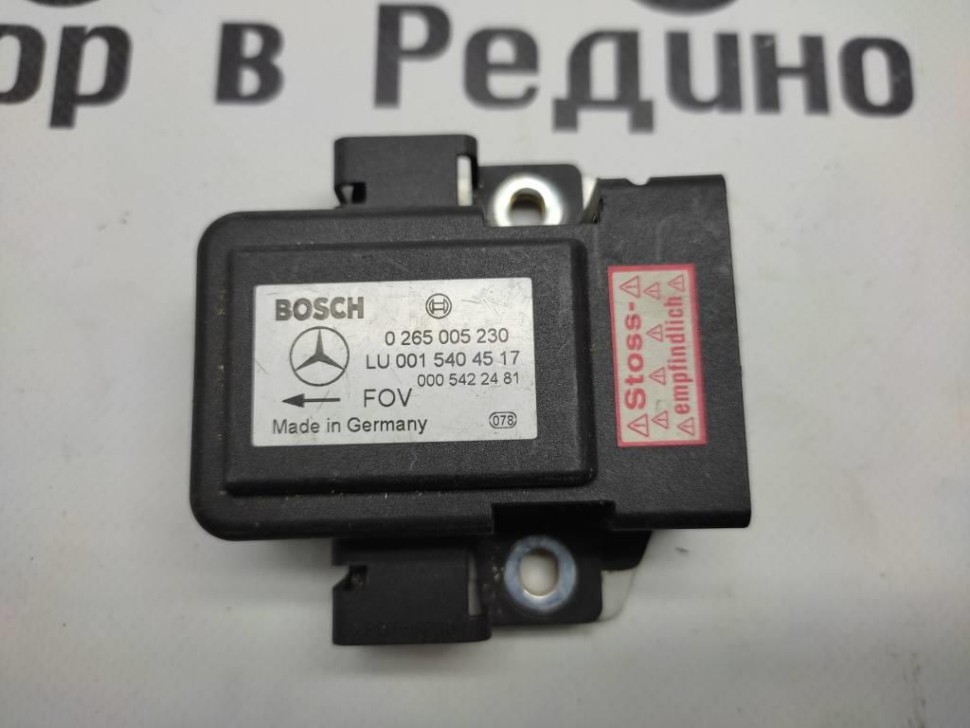 ор в Редино
BOSCH
0 265 005 230
LU 001 540 45 17
000 542 24 81
FOV
Made in Germany
078
Stoss-
empfindlich